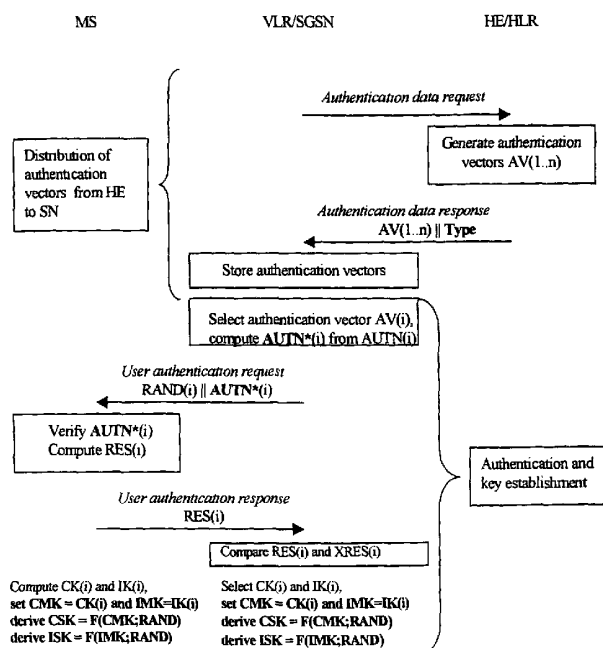 MS
VLR/SGSN
HE/HLR
Authentication data request
Generate authentication
vectors AV(1..n)
Distribution of
authentication
vectors from HE
to SN
Authentication data response
AV(1..n) || Type
Store authentication vectors
Select authentication vector AV(i),
compute AUTN*(i) from AUTN(i)
User authentication request
RAND(i) || AUTN*(i)
Verify AUTN*(i)
Compute RES(i)
Authentication and
key establishment
User authentication response
RES(i)
Compare RES(i) and XRES(i)
Compute CK(i) and IK(i),
set CMK = CK(i) and IMK=IK(i)
derive CSK = F(CMK;RAND)
derive ISK = F(IMK;RAND)
Select CK(i) and IK(i),
set CMK = CK(i) and IMK=IK(i)
derive CSK = F(CMK;RAND)
derive ISK = F(IMK;RAND)